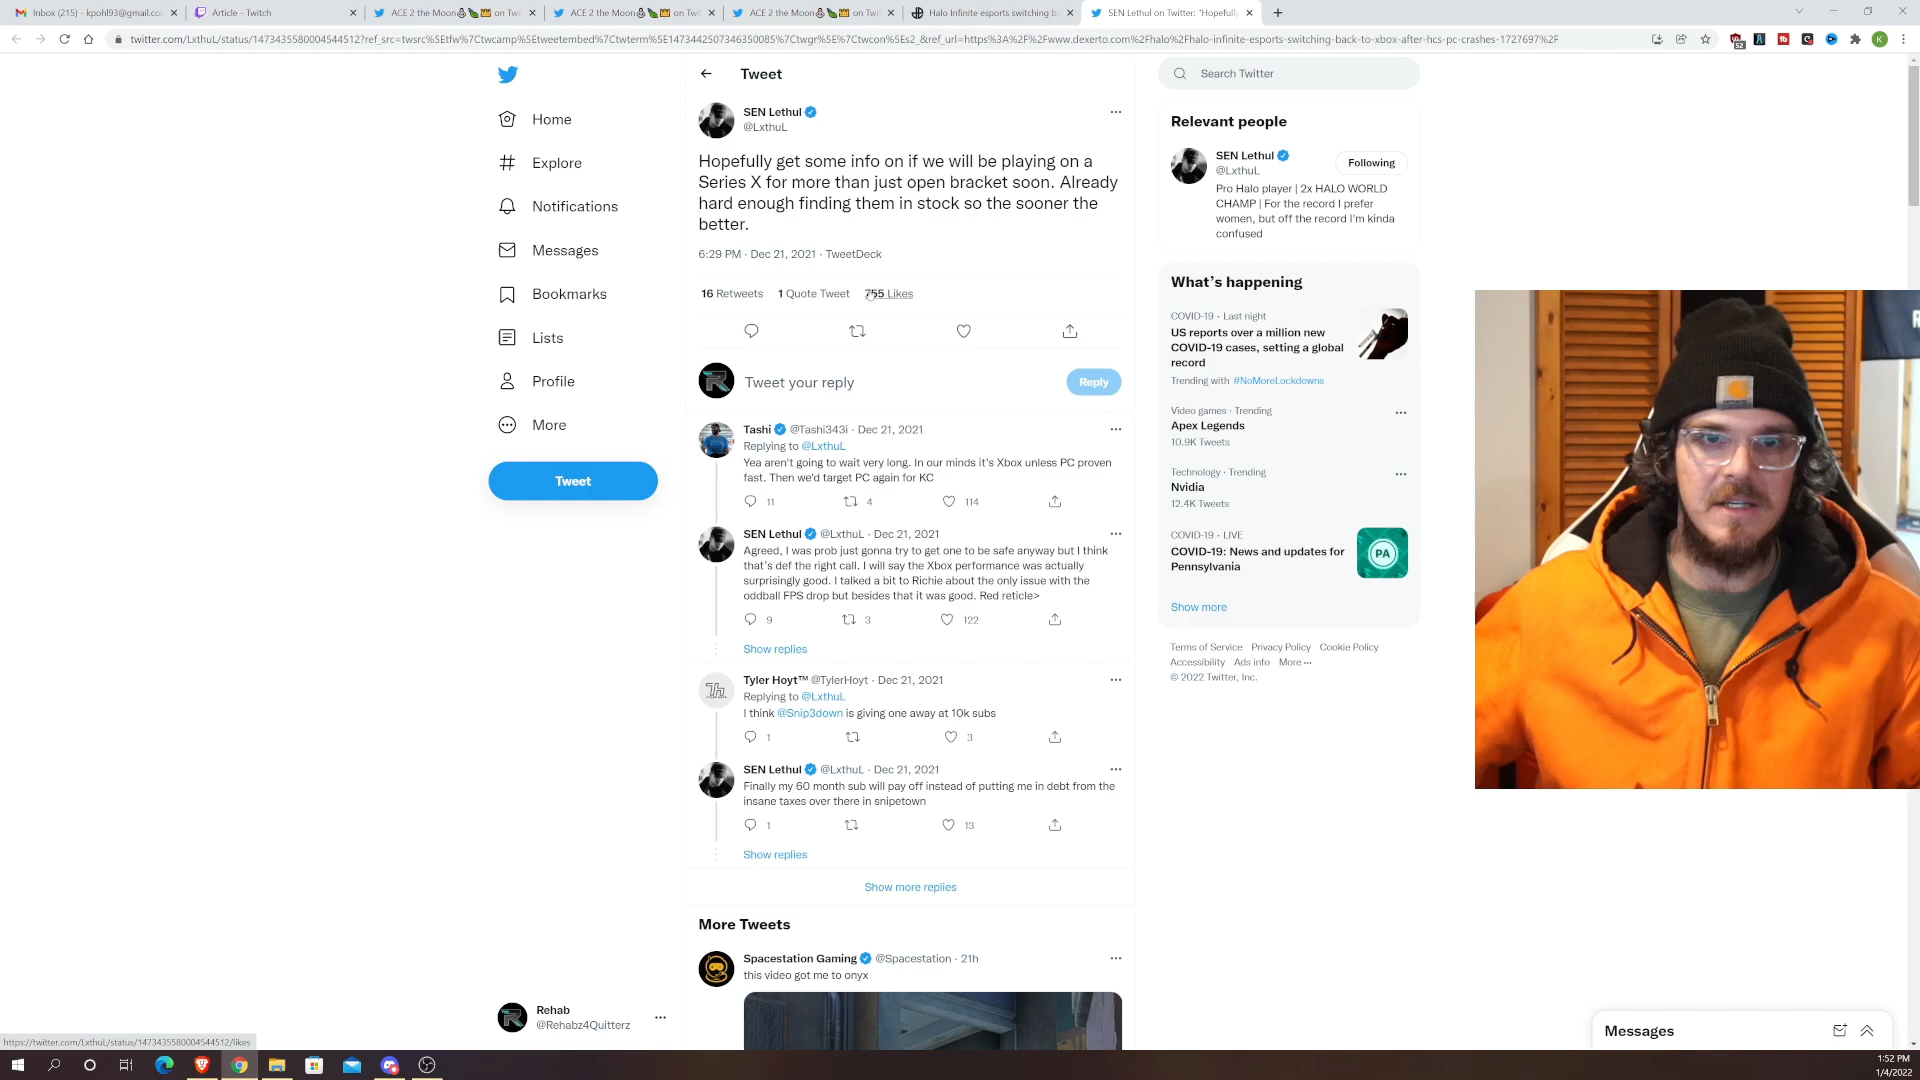 Inbox (215) - kpohl93@gmail.co
Article - Twitch
ACE 2 the Moon on Twi
ACE 2 the Moon on Twi
ACE 2 the Moon on Twi
Halo Infinite esports switching b
SEN Lethul on Twitter: "Hopefully
twitter.com/LxthuL/status/1473435580004544512?ref_src=twsrc%5Etfw%7Ctwcamp%5Etweetembed%7Ctwterm%5E1473442507346350085%7Ctwgr%5E%7Ctwcon%5Es2_&ref_url=https%3A%2F%2Fwww.dexerto.com%2Fhalo%2Fhalo-infinite-esports-switching-back-to-xbox-after-hcs-pc-crashes-1727697%2F
52
K
Home
Explore
Notifications
Messages
Bookmarks
Lists
Profile
More
Tweet
Rehab
@Rehabz4Quitterz
Tweet
SEN Lethul
@LxthuL
Hopefully get some info on if we will be playing on a
Series X for more than just open bracket soon. Already
hard enough finding them in stock so the sooner the
better.
6:29 PM · Dec 21, 2021 · TweetDeck
16 Retweets 1 Quote Tweet 755 Likes
Tweet your reply
Reply
Tashi @Tashi343i · Dec 21, 2021
Replying to @LxthuL
Yea aren't going to wait very long. In our minds it's Xbox unless PC proven
fast. Then we'd target PC again for KC
11 4 114
SEN Lethul @LxthuL · Dec 21, 2021
Agreed, I was prob just gonna try to get one to be safe anyway but I think
that's def the right call. I will say the Xbox performance was actually
surprisingly good. I talked a bit to Richie about the only issue with the
oddball FPS drop but besides that it was good. Red reticle>
9 3 122
Show replies
Tyler Hoyt™ @TylerHoyt · Dec 21, 2021
Replying to @LxthuL
I think @Snip3down is giving one away at 10k subs
1 3
SEN Lethul @LxthuL · Dec 21, 2021
Finally my 60 month sub will pay off instead of putting me in debt from the
insane taxes over there in snipetown
1 13
Show replies
Show more replies
More Tweets
Spacestation Gaming @Spacestation · 21h
this video got me to onyx
Search Twitter
Relevant people
SEN Lethul
@LxthuL
Following
Pro Halo player | 2x HALO WORLD
CHAMP | For the record I prefer
women, but off the record I'm kinda
confused
What's happening
COVID-19 · Last night
US reports over a million new
COVID-19 cases, setting a global
record
Trending with #NoMoreLockdowns
Video games · Trending
Apex Legends
10.9K Tweets
Technology · Trending
Nvidia
12.4K Tweets
COVID-19 · LIVE
COVID-19: News and updates for
Pennsylvania
PA
Show more
Terms of Service Privacy Policy Cookie Policy
Accessibility Ads info More
© 2022 Twitter, Inc.
Messages
https://twitter.com/LxthuL/status/1473435580004544512/likes
1:52 PM
1/4/2022